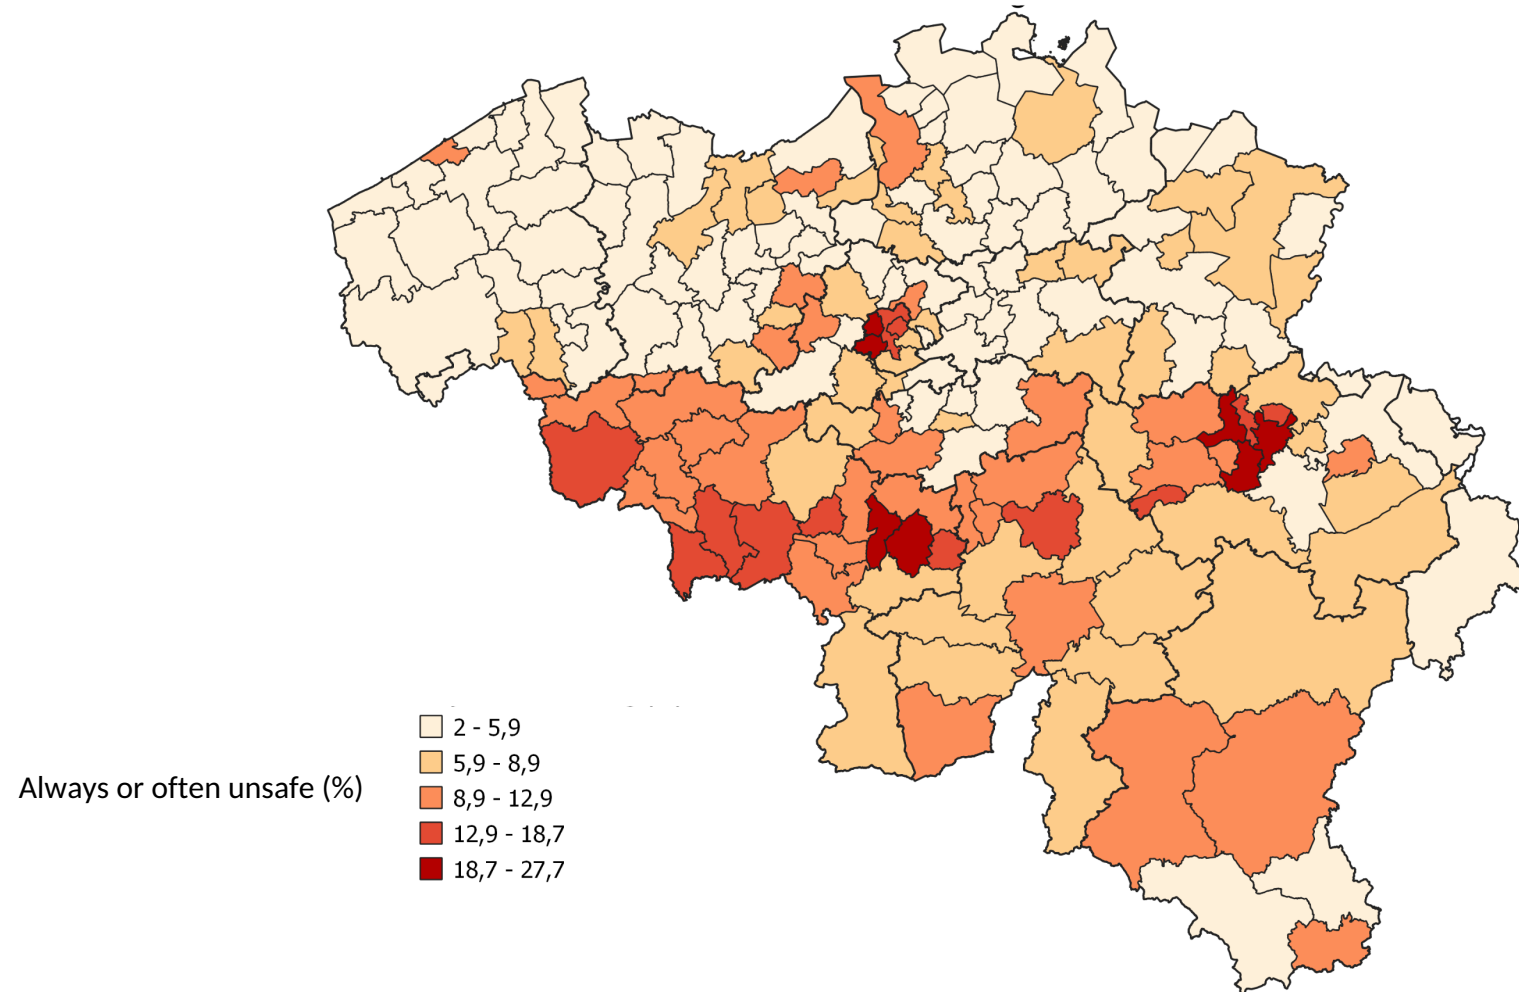 2 - 5,9
5,9 - 8,9
Always or often unsafe (%)
8,9 - 12,9
12,9 - 18,7
18,7 - 27,7